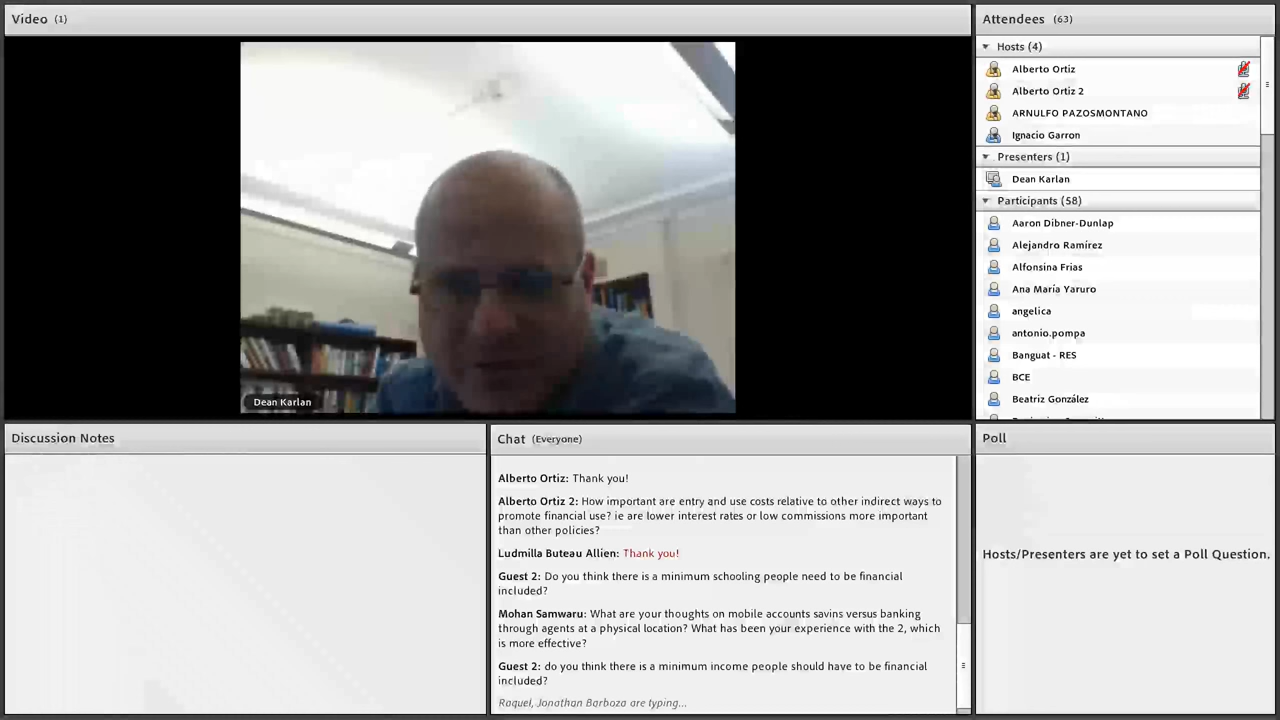 Video (1)
Dean Karlan
Attendees (63)
Hosts (4)
Alberto Ortiz
Alberto Ortiz 2
ARNULFO PAZOSMONTANO
Ignacio Garron
Presenters (1)
Dean Karlan
Participants (58)
Aaron Dibner-Dunlap
Alejandro Ramírez
Alfonsina Frias
Ana María Yaruro
angelica
antonio.pompa
Banguat - RES
BCE
Beatriz González
Discussion Notes
Chat (Everyone)
Alberto Ortiz: Thank you!
Alberto Ortiz 2: How important are entry and use costs relative to other indirect ways to
promote financial use? ie are lower interest rates or low commissions more important
than other policies?
Ludmilla Buteau Allien: Thank you!
Guest 2: Do you think there is a minimum schooling people need to be financial
included?
Mohan Samwaru: What are your thoughts on mobile accounts savins versus banking
through agents at a physical location? What has been your experience with the 2, which
is more effective?
Guest 2: do you think there is a minimum income people should have to be financial
included?
Raquel, Jonathan Barboza are typing...
Poll
Hosts/Presenters are yet to set a Poll Question.